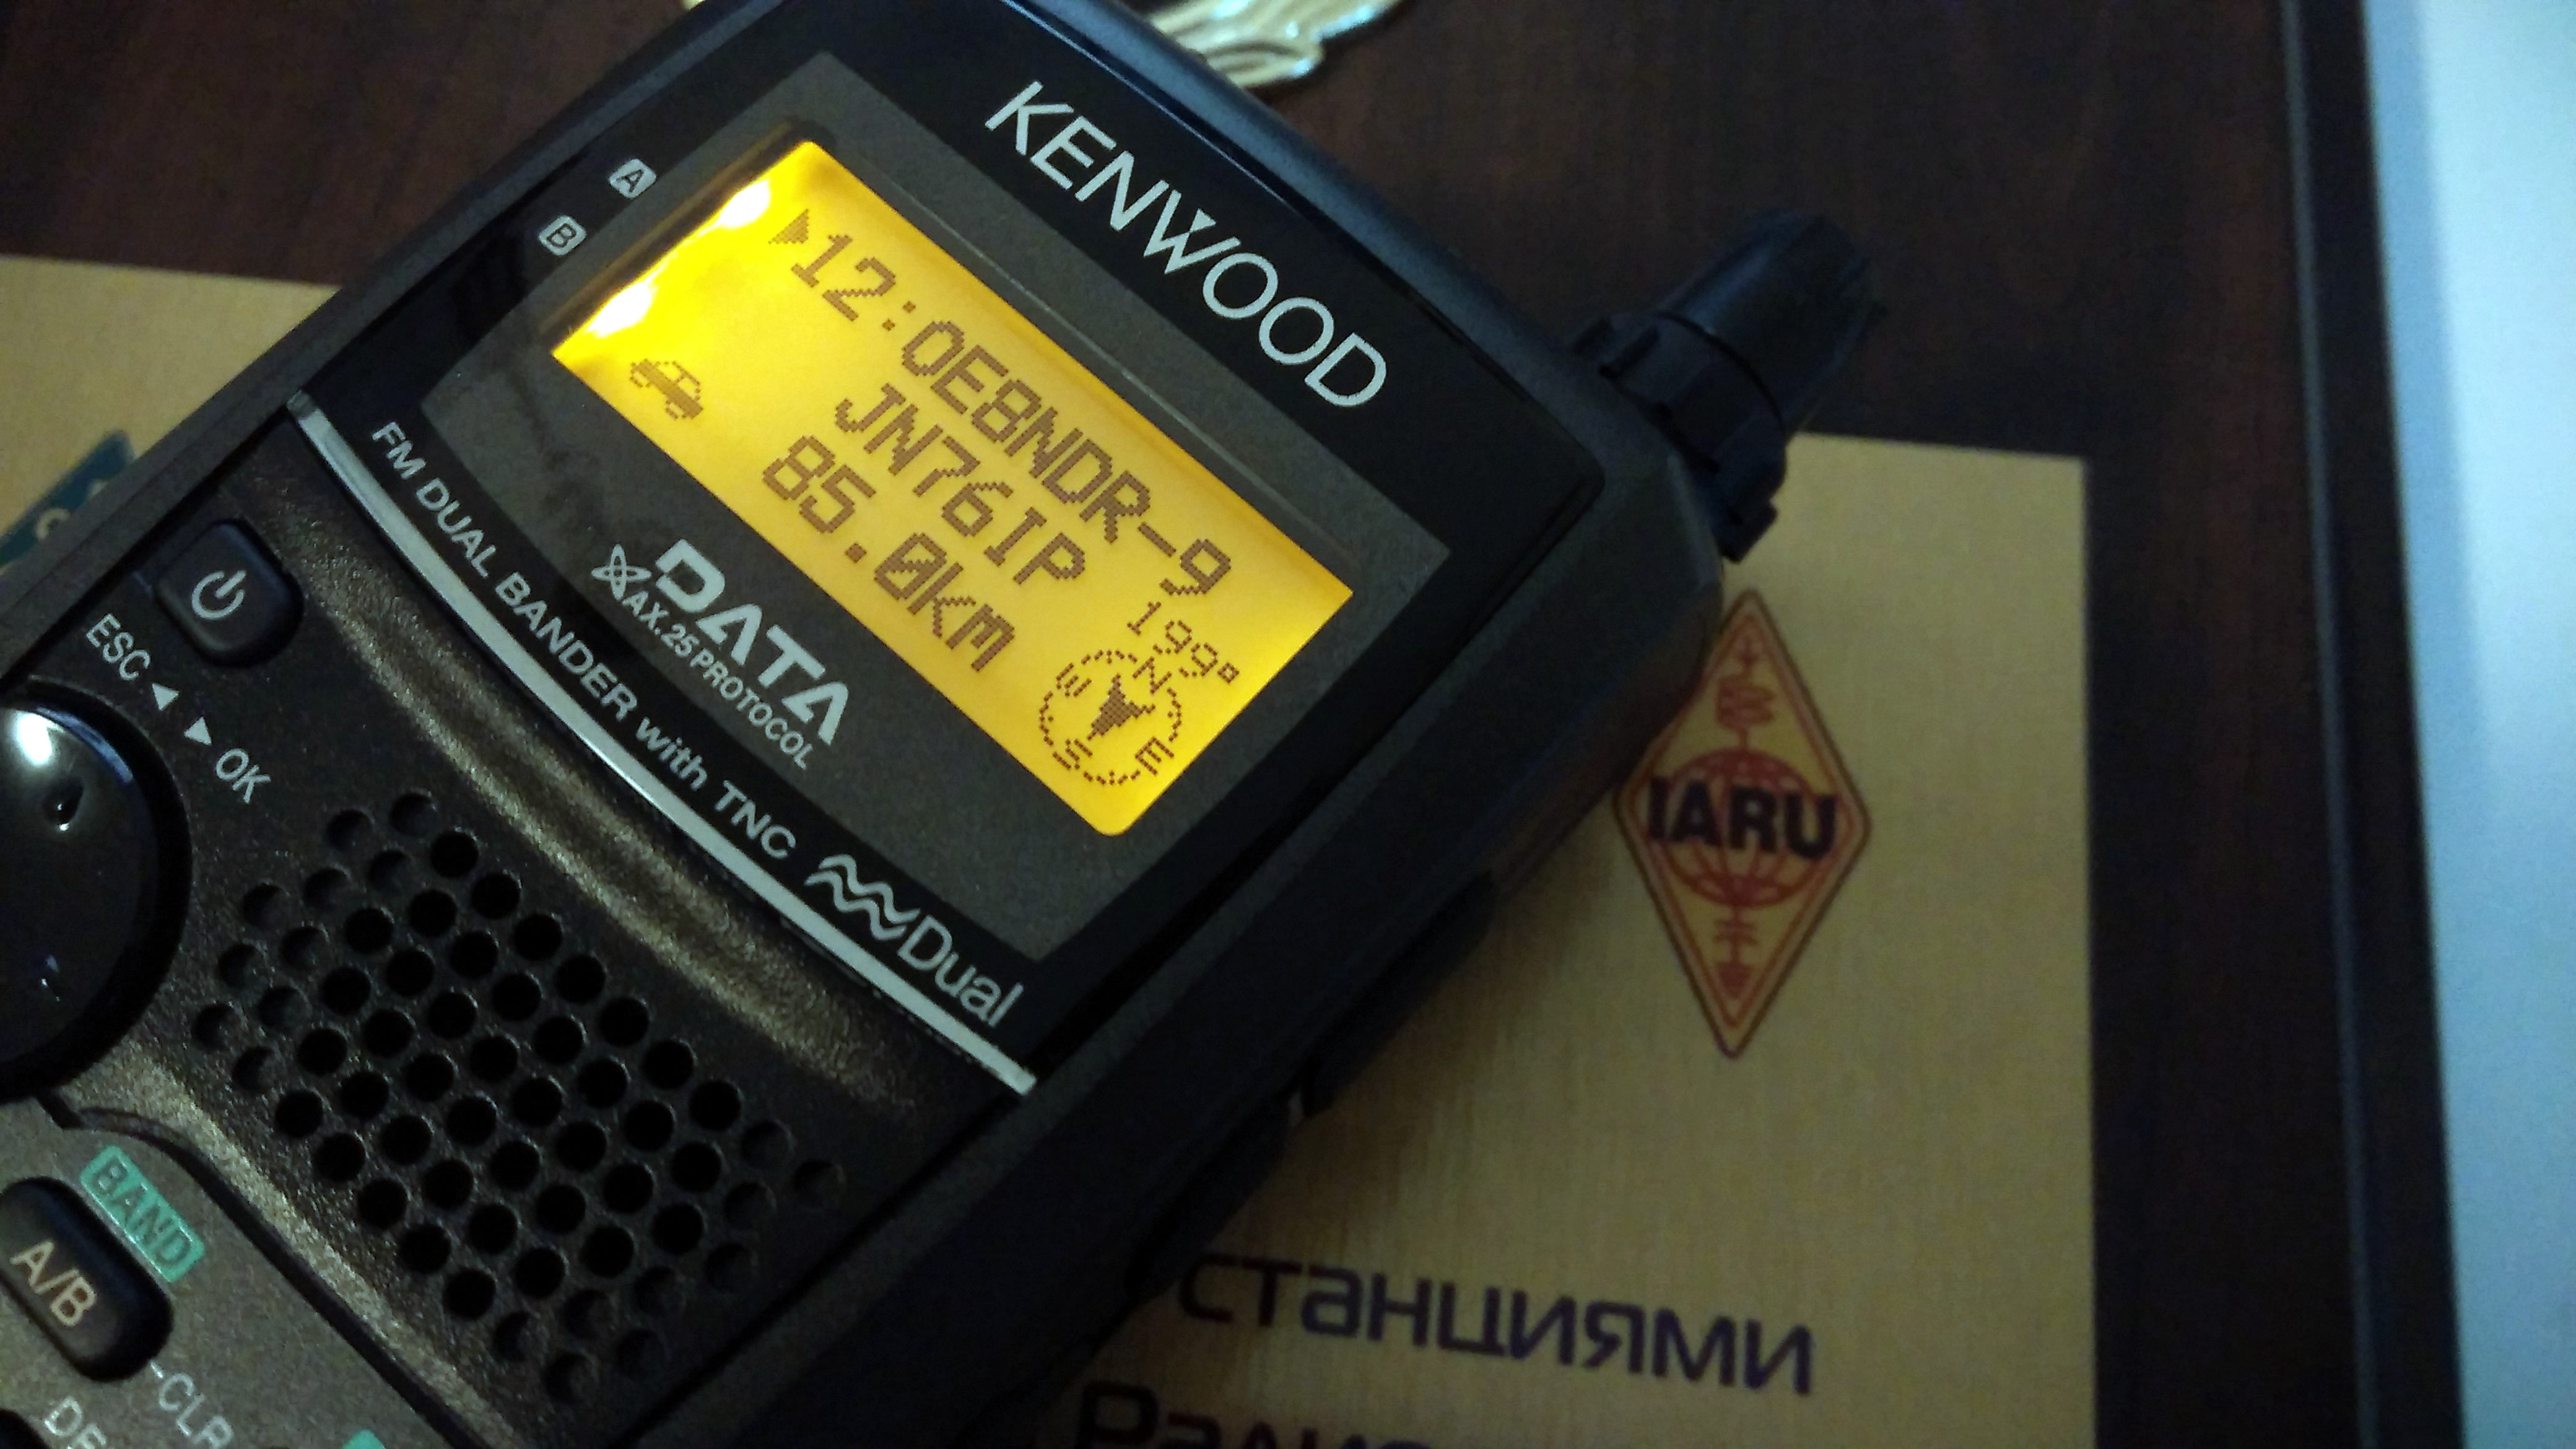 KENWOOD
A
B
12:OE8NDR-9
JN76IP
85.0km
199°
N
W
E
S
DATA
AX.25 PROTOCOL
FM DUAL BANDER with TNC
Dual
ESC
OK
BAND
A/B
-CLR
IARU
станциями